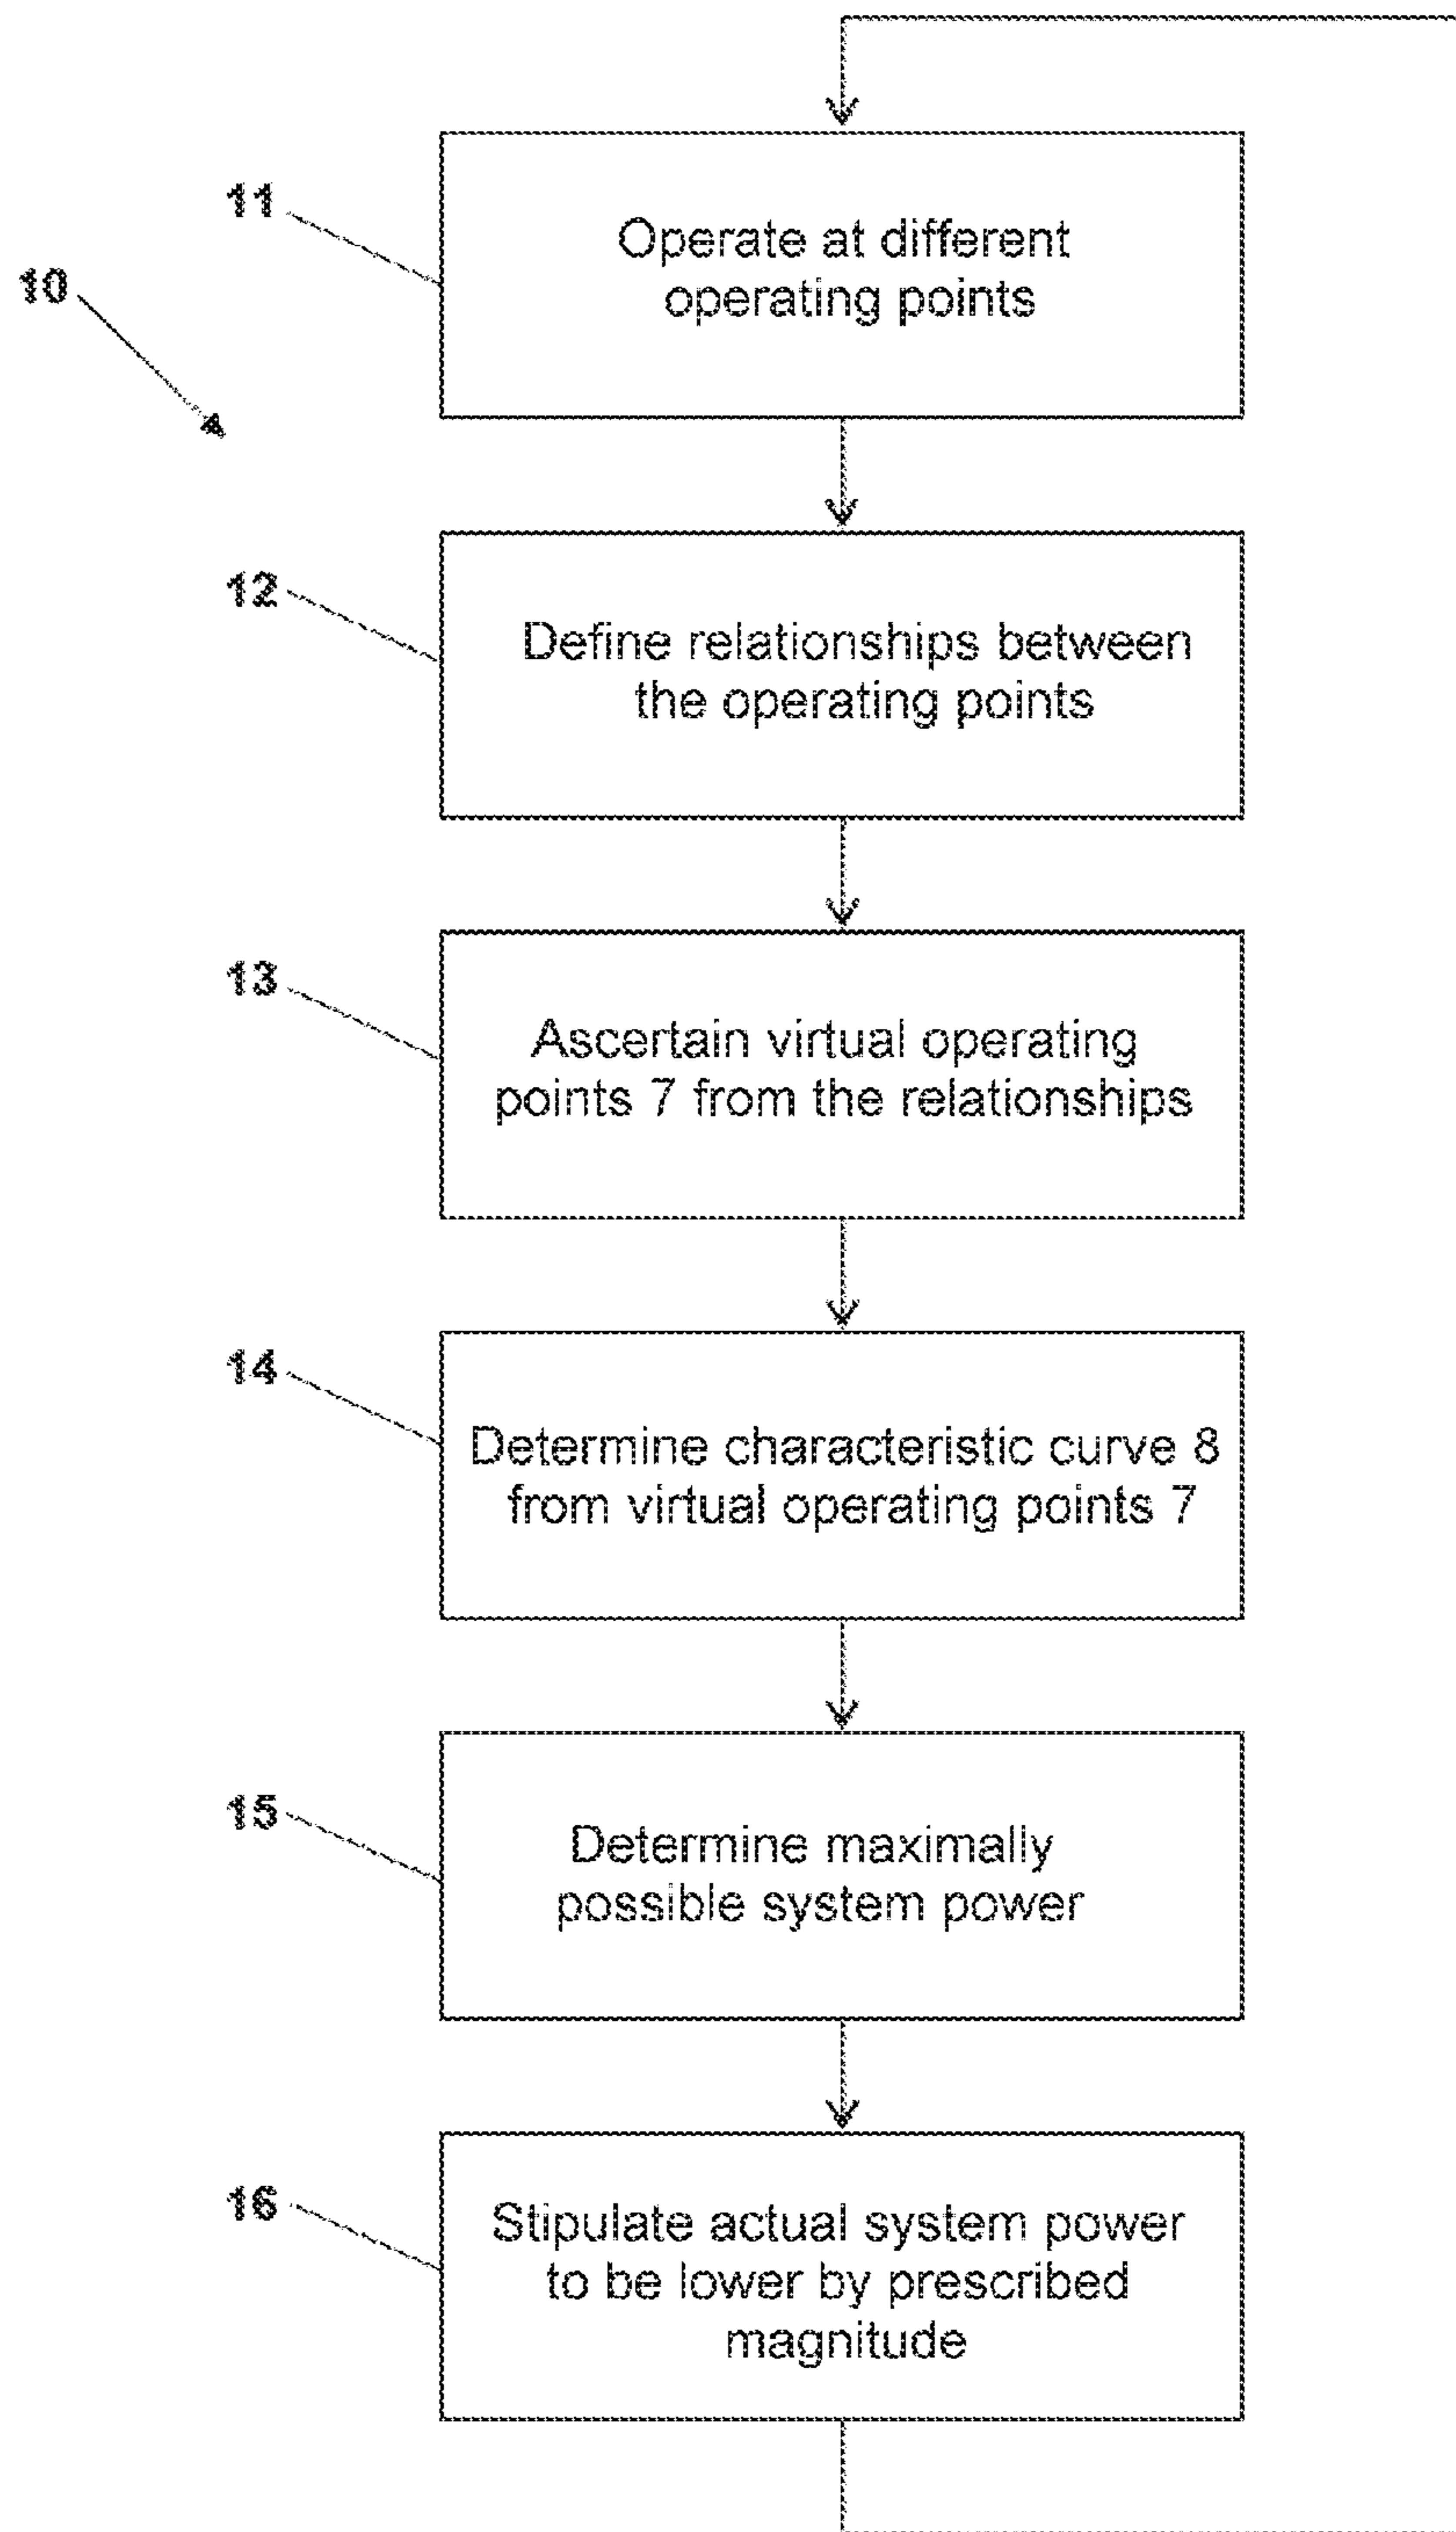 10
11
Operate at different
operating points
12
Define relationships between
the operating points
13
Ascertain virtual operating
points 7 from the relationships
14
Determine characteristic curve 8
from virtual operating points 7
15
Determine maximally
possible system power
16
Stipulate actual system power
to be lower by prescribed
magnitude